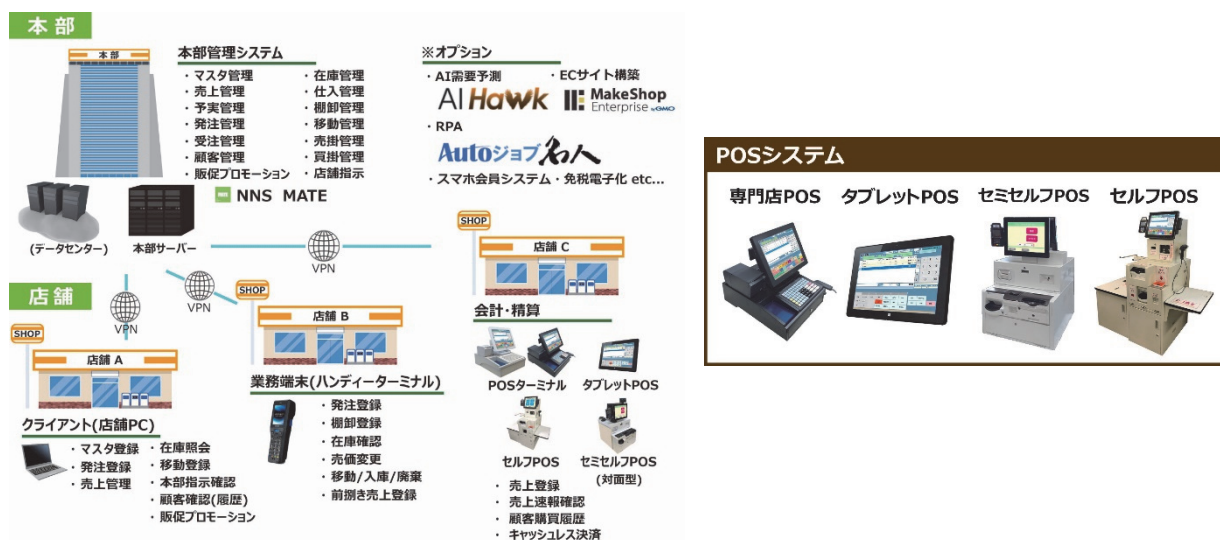 本部
本部
本部管理システム
・マスタ管理
・売上管理
・予実管理
・発注管理
・受注管理
・顧客管理
・販促プロモーション
・在庫管理
・仕入管理
・棚卸管理
・移動管理
・売掛管理
・買掛管理
・店舗指示
※オプション
・AI需要予測
AI Hawk
・ECサイト構築
MakeShop
Enterprise byGMO
・RPA
Autoジョブ名人
・スマホ会員システム・免税電子化 etc...
NNS MATE
(データセンター)
本部サーバー
VPN
VPN
VPN
店舗
SHOP
店舗 A
クライアント(店舗PC)
・マスタ登録
・発注登録
・売上管理
・在庫照会
・移動登録
・本部指示確認
・顧客確認(履歴)
・販促プロモーション
SHOP
店舗 B
業務端末(ハンディーターミナル)
・発注登録
・棚卸登録
・在庫確認
・売価変更
・移動/入庫/廃棄
・前捌き売上登録
SHOP
店舗 C
会計・精算
POSターミナル
タブレットPOS
セルフPOS
セミセルフPOS
(対面型)
・売上登録
・売上速報確認
・顧客購買履歴
・キャッシュレス決済
POSシステム
専門店POS
タブレットPOS
セミセルフPOS
セルフPOS